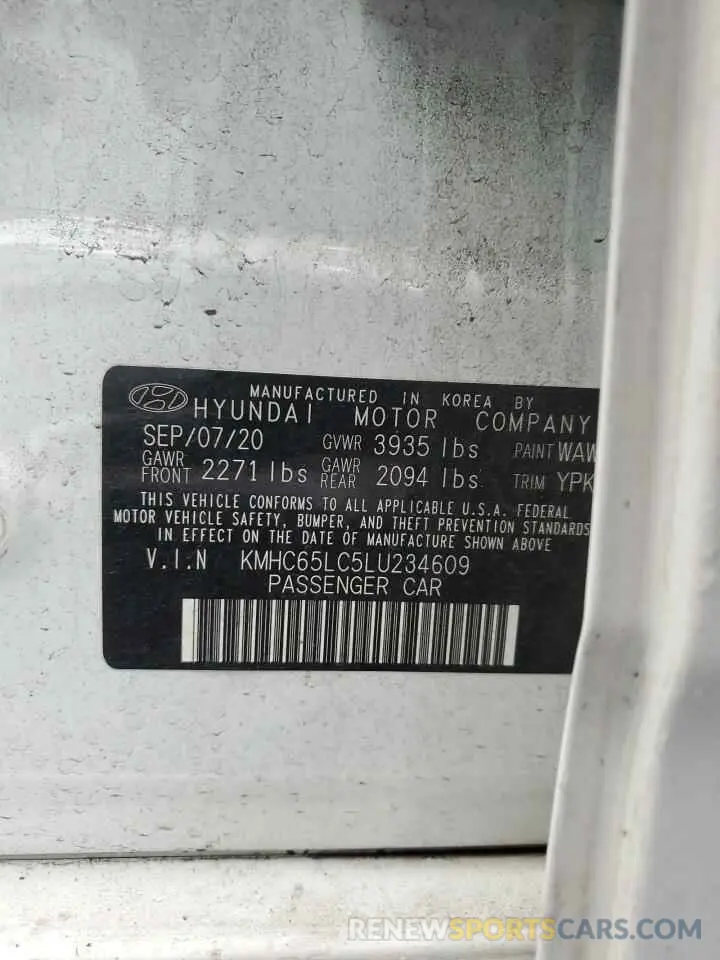 MANUFACTURED IN KOREA BY
HYUNDAI MOTOR COMPANY
SEP/07/20 GVWR 3935 lbs PAINT WAW
GAWR FRONT 2271 lbs GAWR REAR 2094 lbs TRIM YPK
THIS VEHICLE CONFORMS TO ALL APPLICABLE U.S.A. FEDERAL
MOTOR VEHICLE SAFETY, BUMPER, AND THEFT PREVENTION STANDARDS
IN EFFECT ON THE DATE OF MANUFACTURE SHOWN ABOVE
V.I.N KMHC65LC5LU234609
PASSENGER CAR
RENEWSPORTSCARS.COM